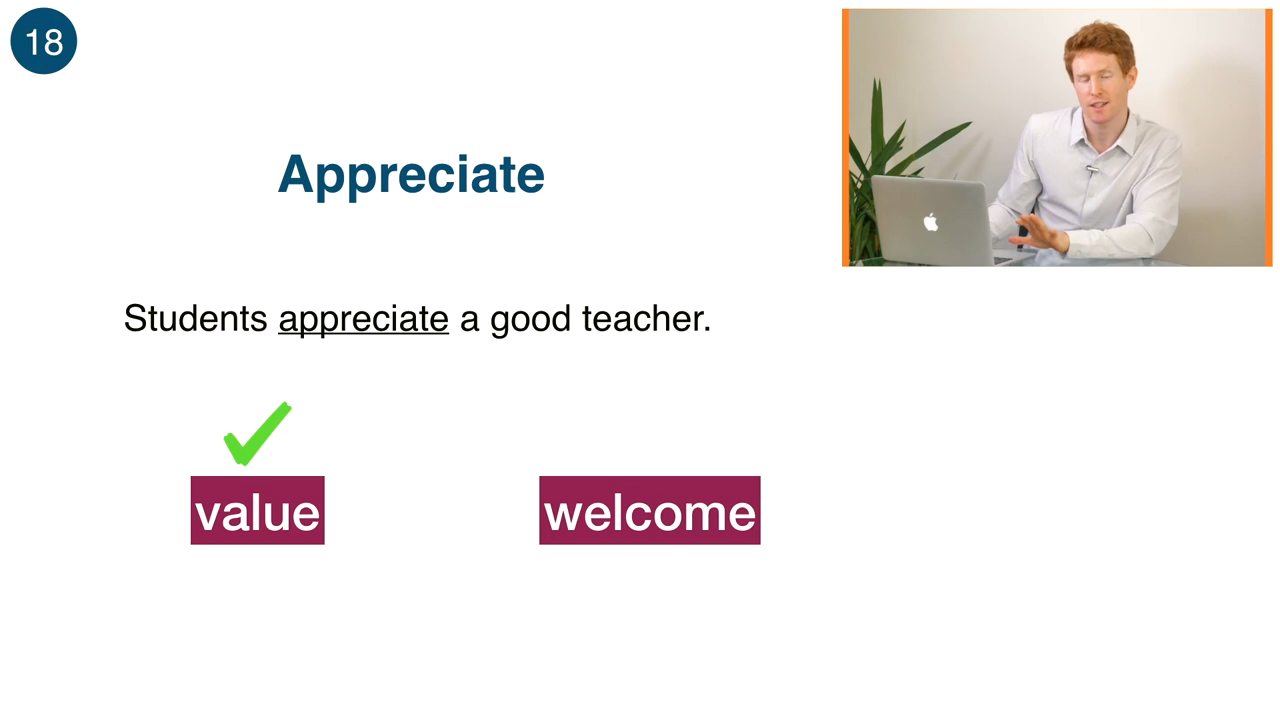 18
Appreciate
Students appreciate a good teacher.
value
welcome